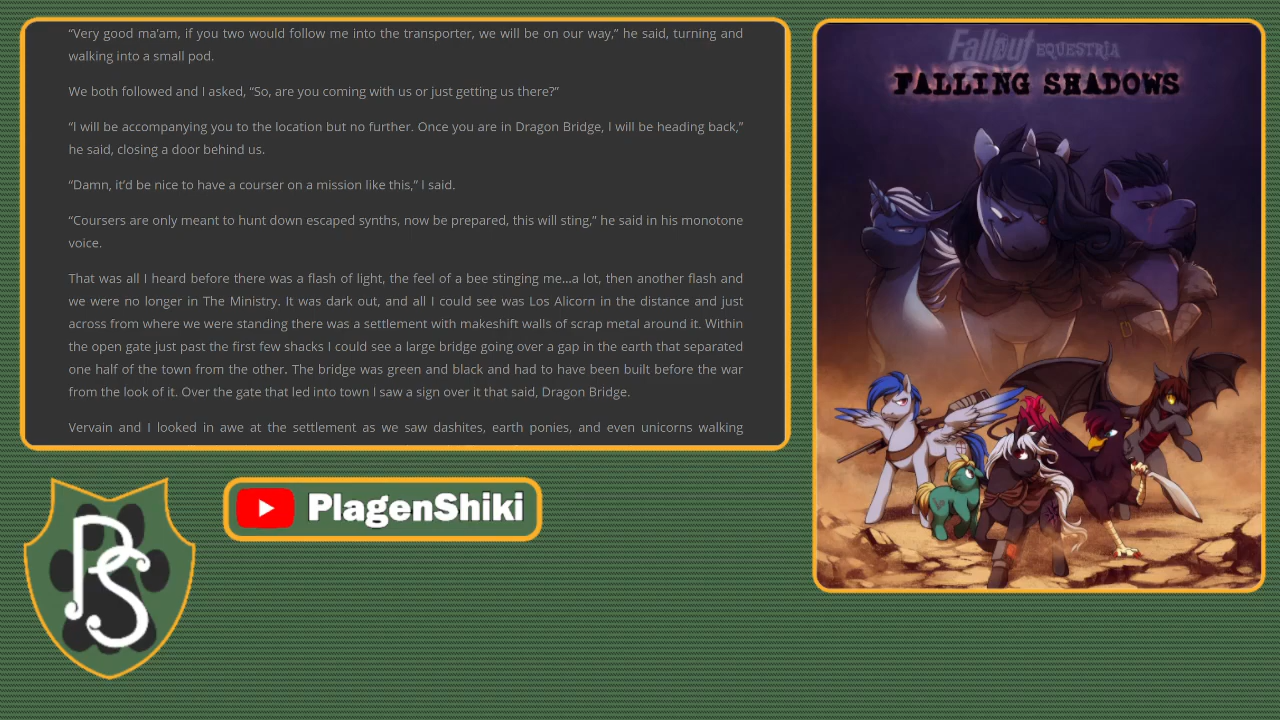 “Very good ma'am, if you two would follow me into the transporter, we will be on our way,” he said, turning and
walking into a small pod.
We both followed and I asked, “So, are you coming with us or just getting us there?”
“I will be accompanying you to the location but no further. Once you are in Dragon Bridge, I will be heading back,”
he said, closing a door behind us.
“Damn, it’d be nice to have a courser on a mission like this,” I said.
“Coursers are only meant to hunt down escaped synths, now be prepared, this will sting,” he said in his monotone
voice.
That was all I heard before there was a flash of light, the feel of a bee stinging me…a lot, then another flash and
we were no longer in The Ministry. It was dark out, and all I could see was Los Alicorn in the distance and just
across from where we were standing there was a settlement with makeshift walls of scrap metal around it. Within
the open gate just past the first few shacks I could see a large bridge going over a gap in the earth that separated
one half of the town from the other. The bridge was green and black and had to have been built before the war
from the look of it. Over the gate that led into town I saw a sign over it that said, Dragon Bridge.
Vervain and I looked in awe at the settlement as we saw dashites, earth ponies, and even unicorns walking
Fallout EQUESTRIA
FALLING SHADOWS
PS
PlagenShiki